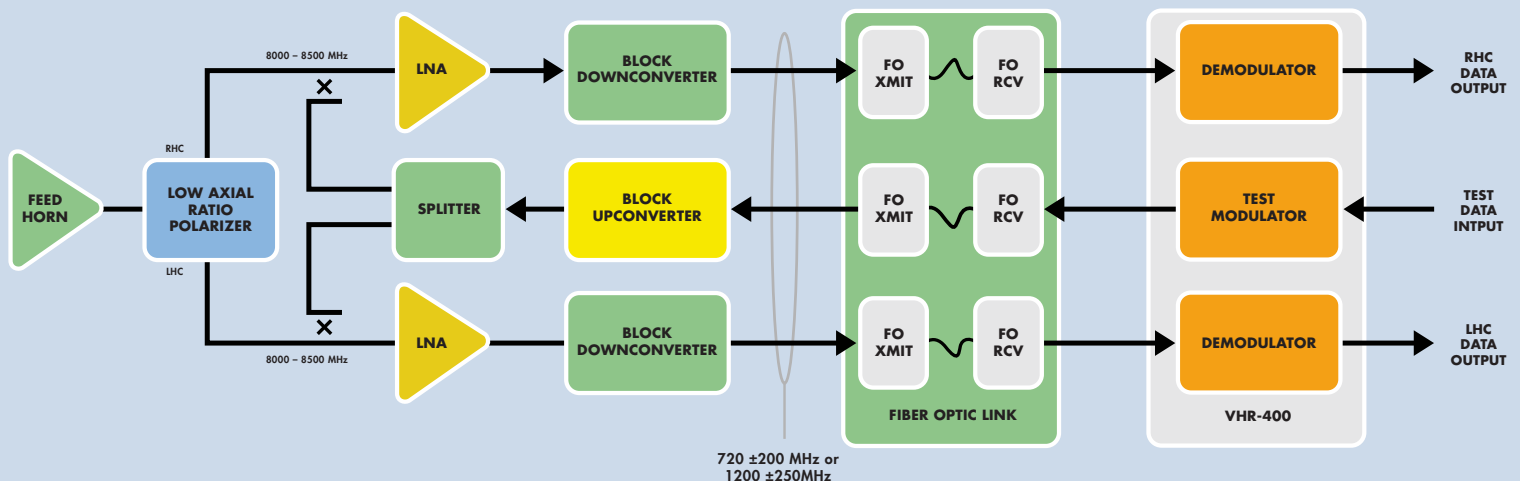 8000 – 8500 MHz
LNA
BLOCK
DOWNCONVERTER
FO
XMIT
FO
RCV
DEMODULATOR
RHC
DATA
OUTPUT
RHC
FEED
HORN
LOW AXIAL
RATIO
POLARIZER
SPLITTER
BLOCK
UPCONVERTER
FO
XMIT
FO
RCV
TEST
MODULATOR
TEST
DATA
INTPUT
LHC
8000 – 8500 MHz
LNA
BLOCK
DOWNCONVERTER
FO
XMIT
FO
RCV
DEMODULATOR
LHC
DATA
OUTPUT
FIBER OPTIC LINK
VHR-400
720 ±200 MHz or
1200 ±250MHz